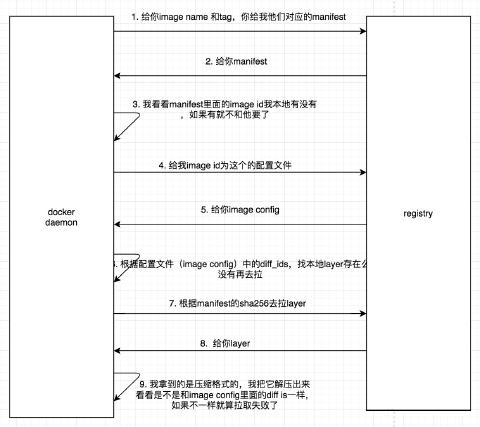 1. 给你image name 和tag，你给我他们对应的manifest
2. 给你manifest
3. 我看看manifest里面的image id我本地有没有
，如果有就不和他要了
4. 给我image id为这个的配置文件
docker
daemon
registry
5. 给你image config
根据配置文件（image config）中的diff_ids，找本地layer存在么
没有再去拉
7. 根据manifest的sha256去拉layer
8. 给你layer
9. 我拿到的是压缩格式的，我把它解压出来
看看是不是和image config里面的diff is一样，
如果不一样就算拉取失败了